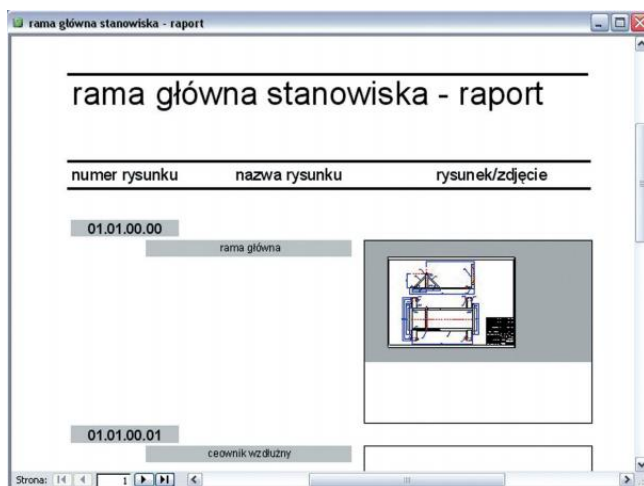 rama główna stanowiska - raport
rama główna stanowiska - raport
numer rysunku nazwa rysunku rysunek/zdjęcie
01.01.00.00
rama główna
01.01.00.01
ceownik wzdłużny
Strona: 1